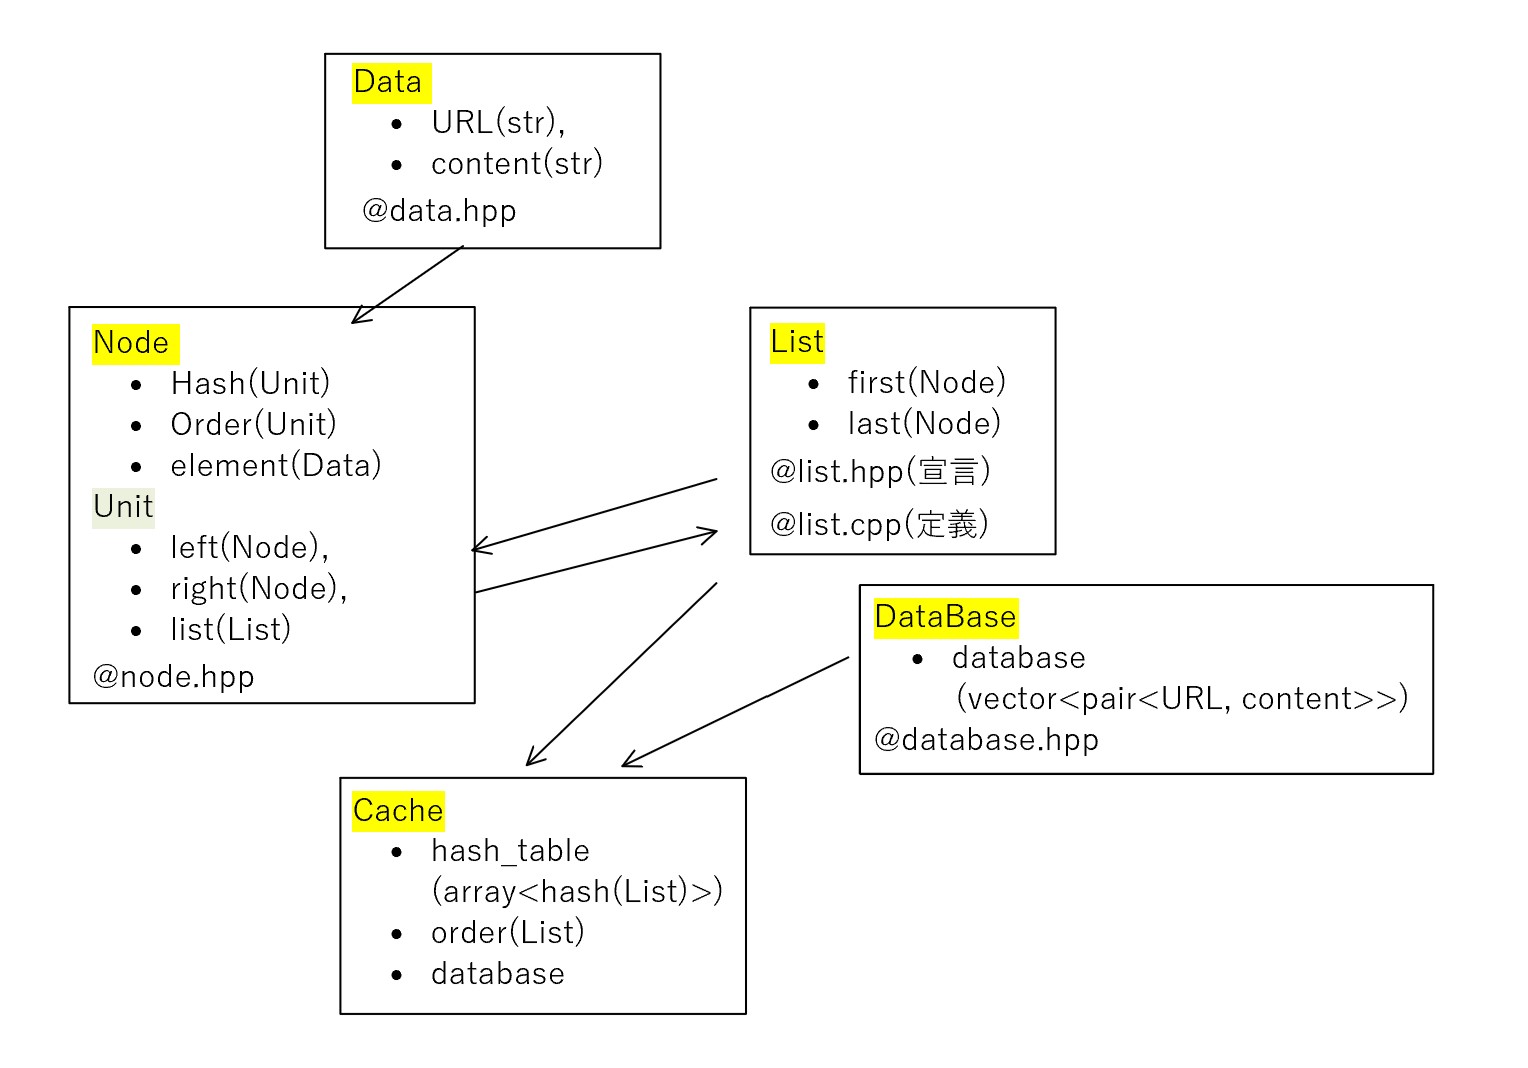 Data
• URL(str),
• content(str)
@data.hpp
Node
• Hash(Unit)
• Order(Unit)
• element(Data)
Unit
• left(Node),
• right(Node),
• list(List)
@node.hpp
List
• first(Node)
• last(Node)
@list.hpp(宣言)
@list.cpp(定義)
DataBase
• database
(vector<pair<URL, content>>)
@database.hpp
Cache
• hash_table
(array<hash(List)>)
• order(List)
• database